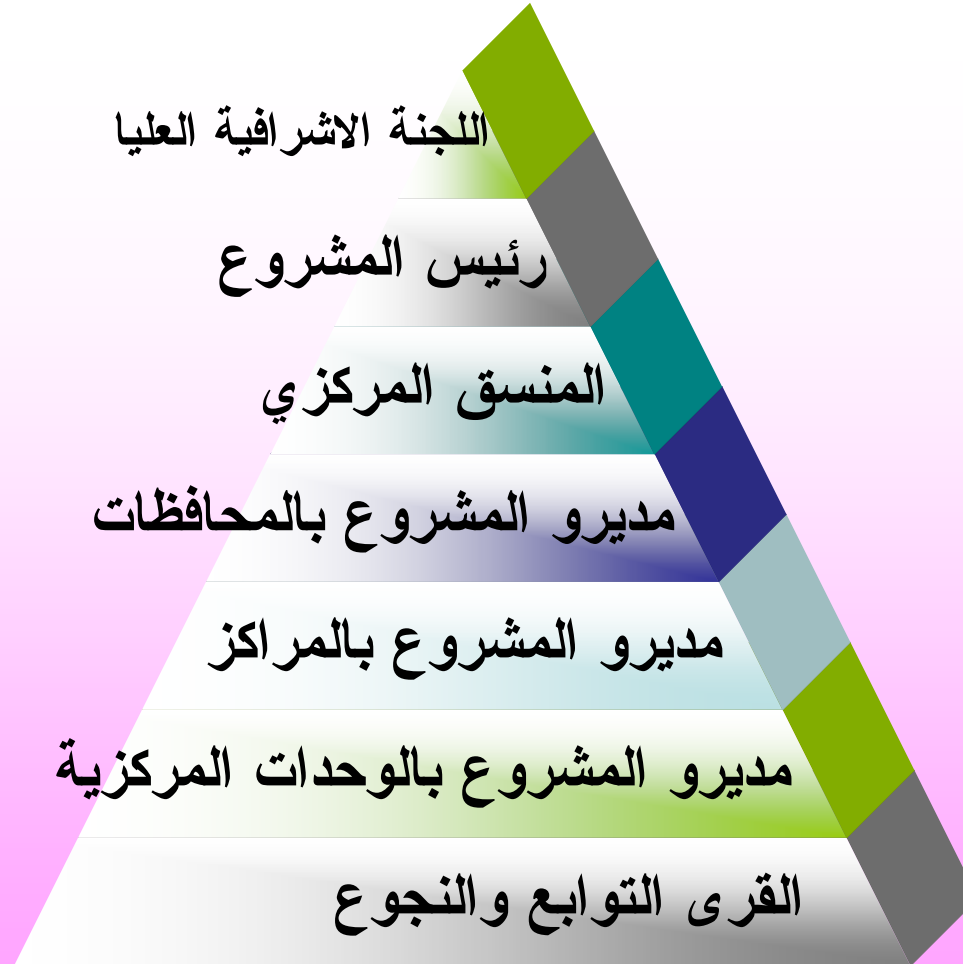 اللجنة الاشرافية العليا
رئيس المشروع
المنسق المركزي
مديرو المشروع بالمحافظات
مديرو المشروع بالمراكز
مديرو المشروع بالوحدات المركزية
القرى التوابع والنجوع